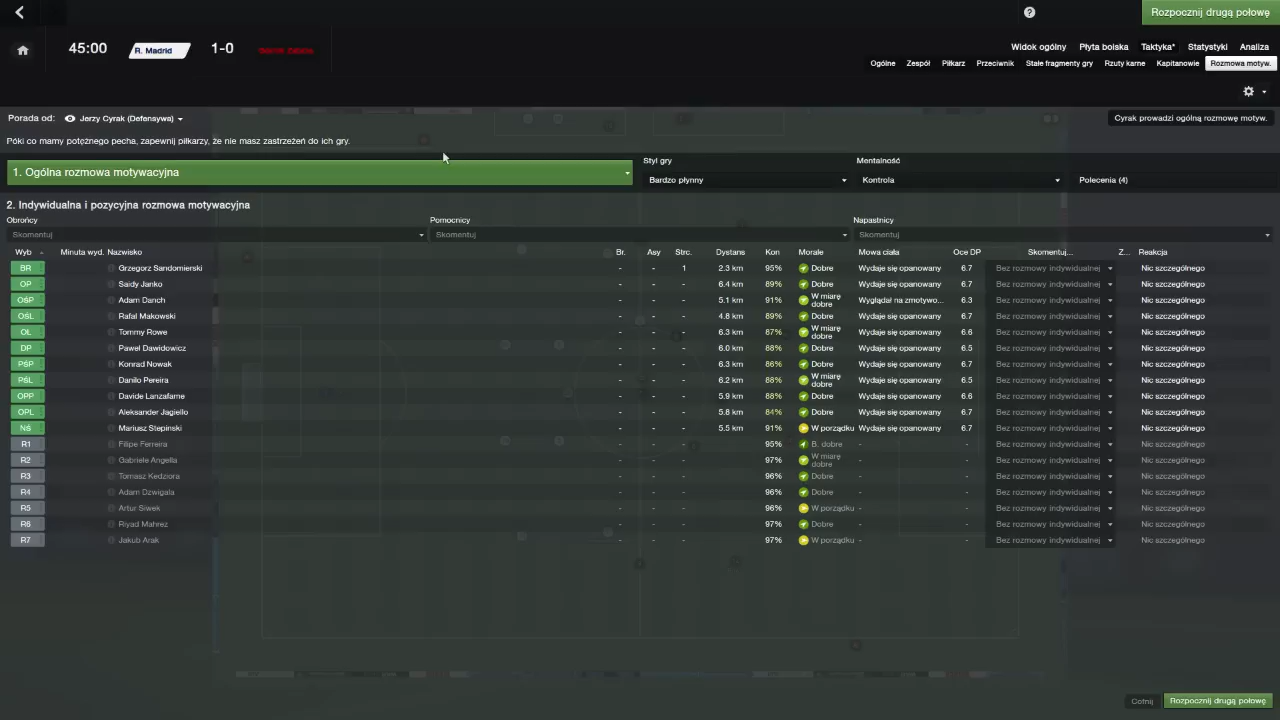 Rozpocznij drugą połowę
45:00 R. Madrid 1-0
Widok ogólny Płyta boiska Taktyka* Statystyki Analiza
Ogólne Zespół Piłkarz Przeciwnik Stałe fragmenty gry Rzuty karne Kapitanowie Rozmowa motyw.
Porada od: Jerzy Cyrak (Defensywa)
Cyrak prowadzi ogólną rozmowę motyw.
Póki co mamy potężnego pecha, zapewnij piłkarzy, że nie masz zastrzeżeń do ich gry.
Styl gry Mentalność
1. Ogólna rozmowa motywacyjna Bardzo płynny Kontrola Polecenia (4)
2. Indywidualna i pozycyjna rozmowa motywacyjna
Obrońcy Pomocnicy Napastnicy
Skomentuj Skomentuj Skomentuj
Wyb Minuta wyd. Nazwisko Br. Asy Strc. Dystans Kon Morale Mowa ciała Oce DP Skomentuj... Z... Reakcja
BR Grzegorz Sandomierski - - 1 2.3 km 95% Dobre Wydaje się opanowany 6.7 Bez rozmowy indywidualnej Nic szczególnego
OP Saidy Janko - - - 6.4 km 89% Dobre Wydaje się opanowany 6.7 Bez rozmowy indywidualnej Nic szczególnego
OŚP Adam Danch - - - 5.1 km 91% W miarę dobre Wyglądał na zmotywo... 6.3 Bez rozmowy indywidualnej Nic szczególnego
OŚL Rafał Makowski - - - 4.8 km 89% Dobre Wydaje się opanowany 6.7 Bez rozmowy indywidualnej Nic szczególnego
OL Tommy Rowe - - - 6.3 km 87% W miarę dobre Wydaje się opanowany 6.6 Bez rozmowy indywidualnej Nic szczególnego
DP Paweł Dawidowicz - - - 6.0 km 88% Dobre Wydaje się opanowany 6.5 Bez rozmowy indywidualnej Nic szczególnego
PŚP Konrad Nowak - - - 6.3 km 86% Dobre Wydaje się opanowany 6.7 Bez rozmowy indywidualnej Nic szczególnego
PŚL Danilo Pereira - - - 6.2 km 88% W miarę dobre Wydaje się opanowany 6.5 Bez rozmowy indywidualnej Nic szczególnego
OPP Davide Lanzafame - - - 5.9 km 88% Dobre Wydaje się opanowany 6.6 Bez rozmowy indywidualnej Nic szczególnego
OPL Aleksander Jagiełło - - - 5.8 km 84% Dobre Wydaje się opanowany 6.7 Bez rozmowy indywidualnej Nic szczególnego
NŚ Mariusz Stępiński - - - 5.5 km 91% W porządku Wydaje się opanowany 6.7 Bez rozmowy indywidualnej Nic szczególnego
R1 Filipe Ferreira - - - 95% B. dobre - - Bez rozmowy indywidualnej Nic szczególnego
R2 Gabriele Angella - - - 97% W miarę dobre - - Bez rozmowy indywidualnej Nic szczególnego
R3 Tomasz Kędziora - - - 96% Dobre - - Bez rozmowy indywidualnej Nic szczególnego
R4 Adam Dźwigała - - - 96% Dobre - - Bez rozmowy indywidualnej Nic szczególnego
R5 Artur Siwek - - - 96% W porządku - - Bez rozmowy indywidualnej Nic szczególnego
R6 Riyad Mahrez - - - 97% Dobre - - Bez rozmowy indywidualnej Nic szczególnego
R7 Jakub Arak - - - 97% W porządku - - Bez rozmowy indywidualnej Nic szczególnego
Cofnij Rozpocznij drugą połowę